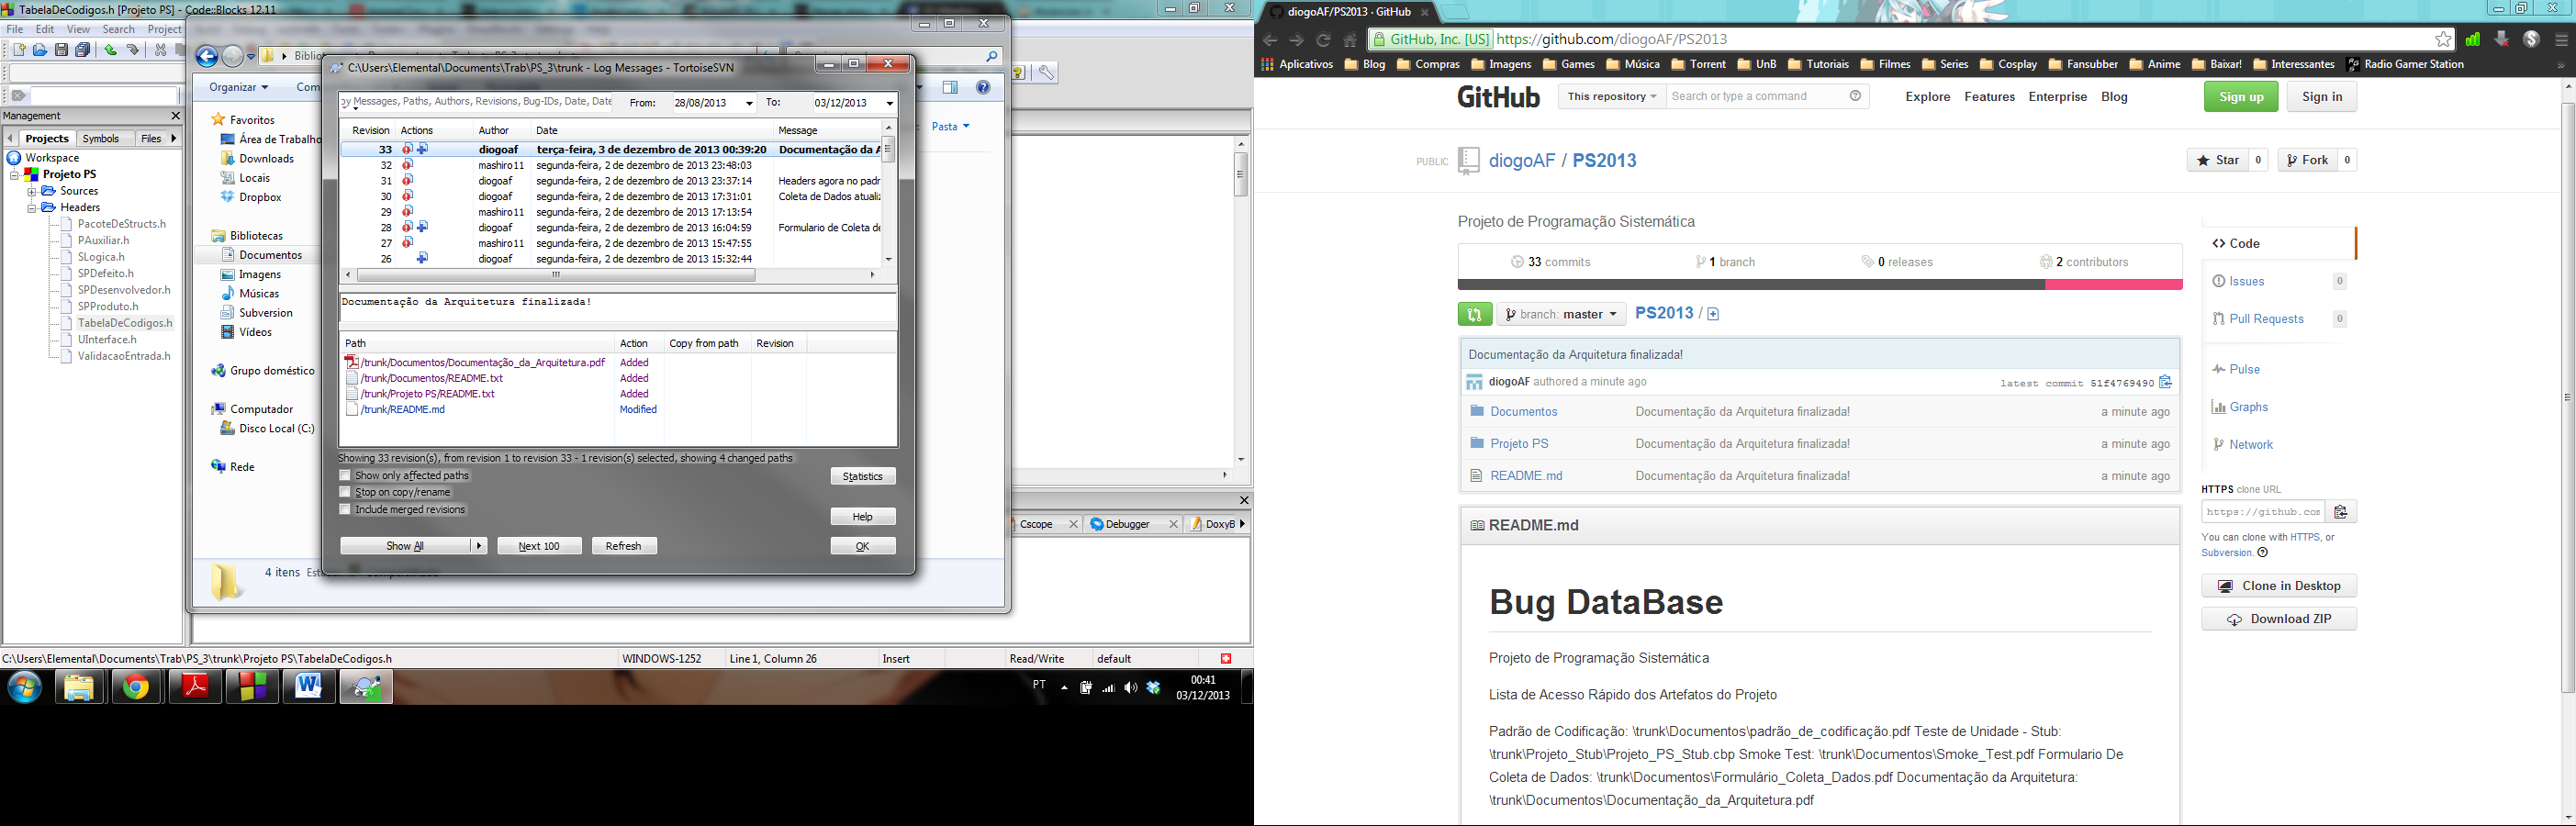 TabelaDeCodigos.h [Projeto PS] - Code::Blocks 12.11
File Edit View Search Project
Management
Projects Symbols Files
Workspace
Projeto PS
Sources
Headers
PacoteDeStructs.h
PAuxiliar.h
SLogica.h
SPDefeito.h
SPDesenvolvedor.h
SPProduto.h
TabelaDeCodigos.h
UInterface.h
ValidacaoEntrada.h
Organizar
Favoritos
Área de Trabalho
Downloads
Locais
Dropbox
Bibliotecas
Documentos
Imagens
Músicas
Subversion
Vídeos
Grupo doméstico
Computador
Disco Local (C:)
Rede
4 itens
Pasta
C:\Users\Elemental\Documents\Trab\PS_3\trunk - Log Messages - TortoiseSVN
Messages, Paths, Authors, Revisions, Bug-IDs, Date, Date From: 28/08/2013 To: 03/12/2013
Revision Actions Author Date Message
33 diogoaf terça-feira, 3 de dezembro de 2013 00:39:20 Documentação da A
32 mashiro11 segunda-feira, 2 de dezembro de 2013 23:48:03
31 diogoaf segunda-feira, 2 de dezembro de 2013 23:37:14 Headers agora no padr
30 diogoaf segunda-feira, 2 de dezembro de 2013 17:31:01 Coleta de Dados atualiz
29 mashiro11 segunda-feira, 2 de dezembro de 2013 17:13:54
28 diogoaf segunda-feira, 2 de dezembro de 2013 16:04:59 Formulario de Coleta de
27 mashiro11 segunda-feira, 2 de dezembro de 2013 15:47:55
26 diogoaf segunda-feira, 2 de dezembro de 2013 15:32:44
Documentação da Arquitetura finalizada!
Path Action Copy from path Revision
/trunk/Documentos/Documentação_da_Arquitetura.pdf Added
/trunk/Documentos/README.txt Added
/trunk/Projeto PS/README.txt Added
/trunk/README.md Modified
Showing 33 revision(s), from revision 1 to revision 33 - 1 revision(s) selected, showing 4 changed paths
Show only affected paths
Stop on copy/rename
Include merged revisions
Statistics
Help
Show All Next 100 Refresh OK
Cscope Debugger DoxyB
C:\Users\Elemental\Documents\Trab\PS_3\trunk\Projeto PS\TabelaDeCodigos.h WINDOWS-1252 Line 1, Column 26 Insert Read/Write default
PT 00:41
03/12/2013
diogoAF/PS2013 · GitHub
GitHub, Inc. [US] https://github.com/diogoAF/PS2013
Aplicativos Blog Compras Imagens Games Música Torrent UnB Tutoriais Filmes Series Cosplay Fansubber Anime Baixar! Interessantes Radio Gamer Station
GitHub This repository Search or type a command Explore Features Enterprise Blog Sign up Sign in
PUBLIC diogoAF / PS2013 Star 0 Fork 0
Projeto de Programação Sistemática
33 commits 1 branch 0 releases 2 contributors
branch: master PS2013 /
Documentação da Arquitetura finalizada!
diogoAF authored a minute ago latest commit 51f4769490
Documentos Documentação da Arquitetura finalizada! a minute ago
Projeto PS Documentação da Arquitetura finalizada! a minute ago
README.md Documentação da Arquitetura finalizada! a minute ago
README.md
Bug DataBase
Projeto de Programação Sistemática
Lista de Acesso Rápido dos Artefatos do Projeto
Padrão de Codificação: \trunk\Documentos\padrão_de_codificação.pdf Teste de Unidade - Stub:
\trunk\Projeto_Stub\Projeto_PS_Stub.cbp Smoke Test: \trunk\Documentos\Smoke_Test.pdf Formulario De
Coleta de Dados: \trunk\Documentos\Formulário_Coleta_Dados.pdf Documentação da Arquitetura:
\trunk\Documentos\Documentação_da_Arquitetura.pdf
Code
Issues 0
Pull Requests 0
Pulse
Graphs
Network
HTTPS clone URL
https://github.com
You can clone with HTTPS, or
Subversion.
Clone in Desktop
Download ZIP